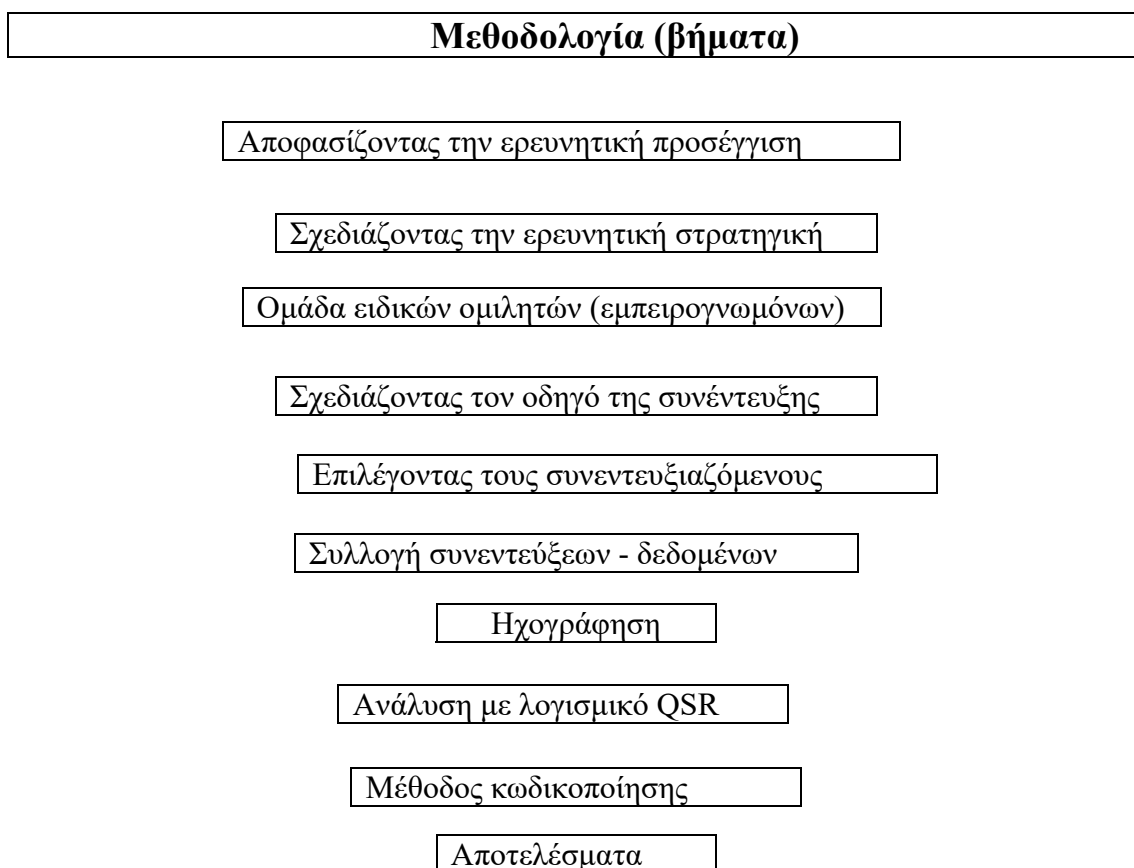 Μεθοδολογία (βήματα)
Αποφασίζοντας την ερευνητική προσέγγιση
Σχεδιάζοντας την ερευνητική στρατηγική
Ομάδα ειδικών ομιλητών (εμπειρογνωμόνων)
Σχεδιάζοντας τον οδηγό της συνέντευξης
Επιλέγοντας τους συνεντευξιαζόμενους
Συλλογή συνεντεύξεων - δεδομένων
Ηχογράφηση
Ανάλυση με λογισμικό QSR
Μέθοδος κωδικοποίησης
Αποτελέσματα